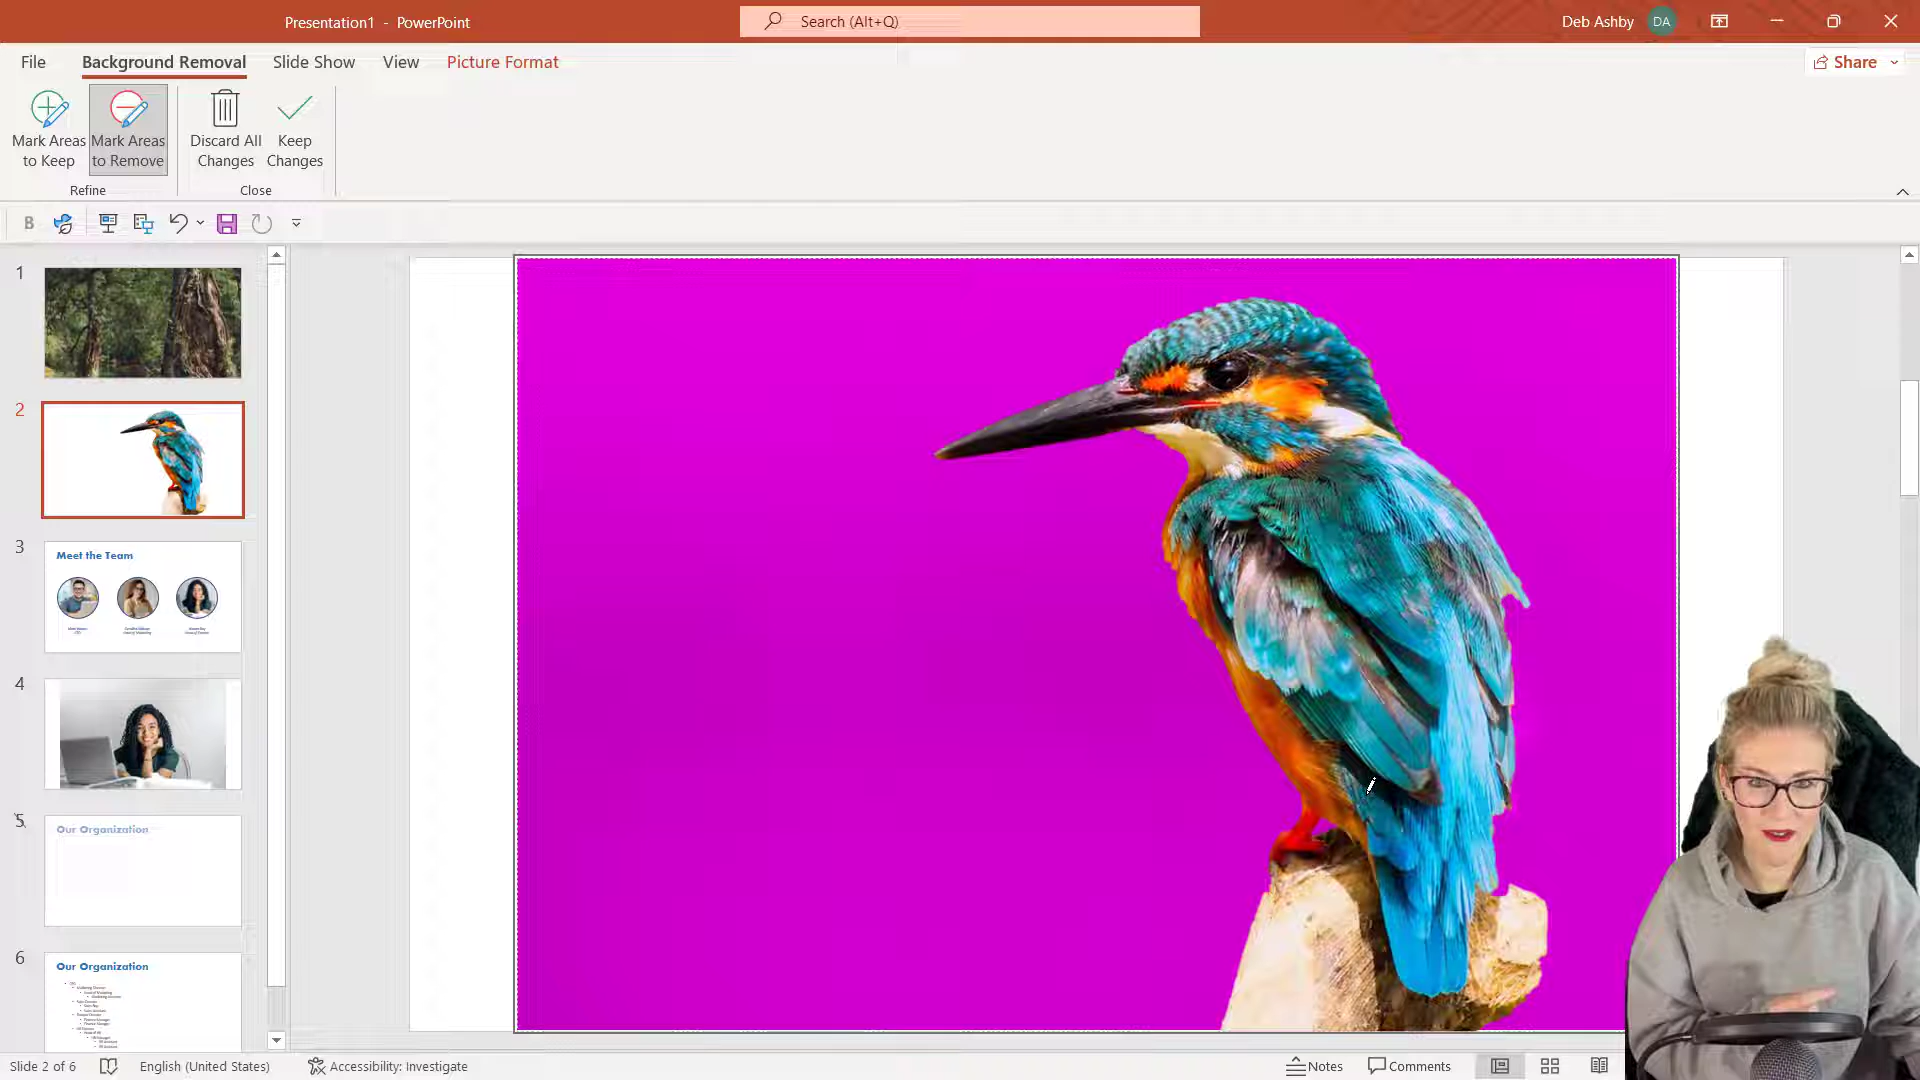 Presentation1 - PowerPoint
Search (Alt+Q)
Deb Ashby DA
File Background Removal Slide Show View Picture Format
Share
Mark Areas to Keep
Mark Areas to Remove
Discard All Changes
Keep Changes
Refine
Close
B
1
2
3
Meet the Team
4
5
Our Organization
6
Our Organization
Slide 2 of 6 English (United States) Accessibility: Investigate
Notes Comments